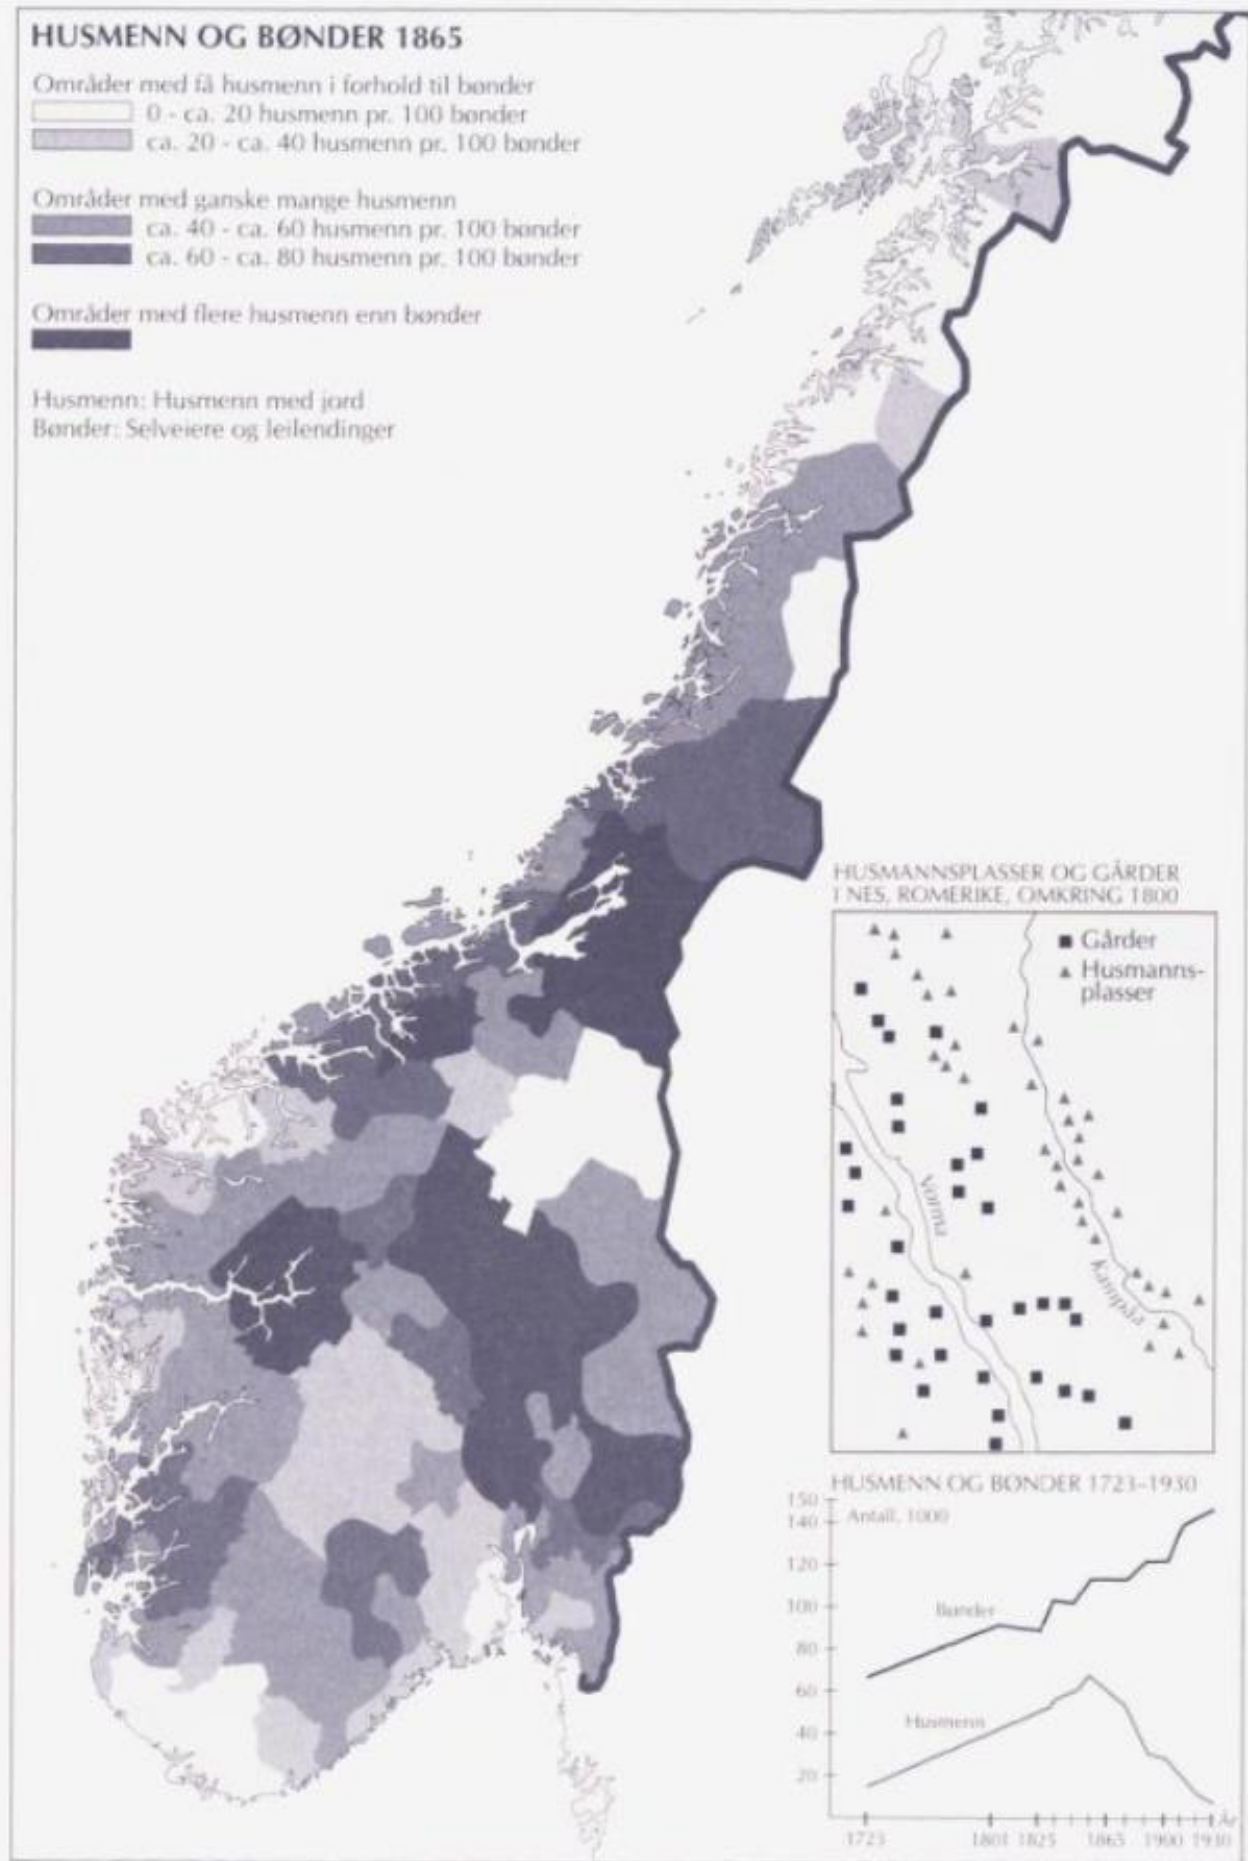 HUSMENN OG BØNDER 1865
Områder med få husmenn i forhold til bønder
0 - ca. 20 husmenn pr. 100 bønder
ca. 20 - ca. 40 husmenn pr. 100 bønder
Områder med ganske mange husmenn
ca. 40 - ca. 60 husmenn pr. 100 bønder
ca. 60 - ca. 80 husmenn pr. 100 bønder
Områder med flere husmenn enn bønder
Husmenn: Husmenn med jord
Bønder: Selveiere og leilendinger
HUSMANNSPLASSER OG GÅRDER
I NES, ROMERIKE, OMKRING 1800
Gårder
Husmanns-
plasser
Vorma
Kampåa
HUSMENN OG BØNDER 1723–1930
Antall, 1000
150
140
120
100
80
60
40
20
Bønder
Husmenn
År
1723
1801
1825
1865
1900
1930